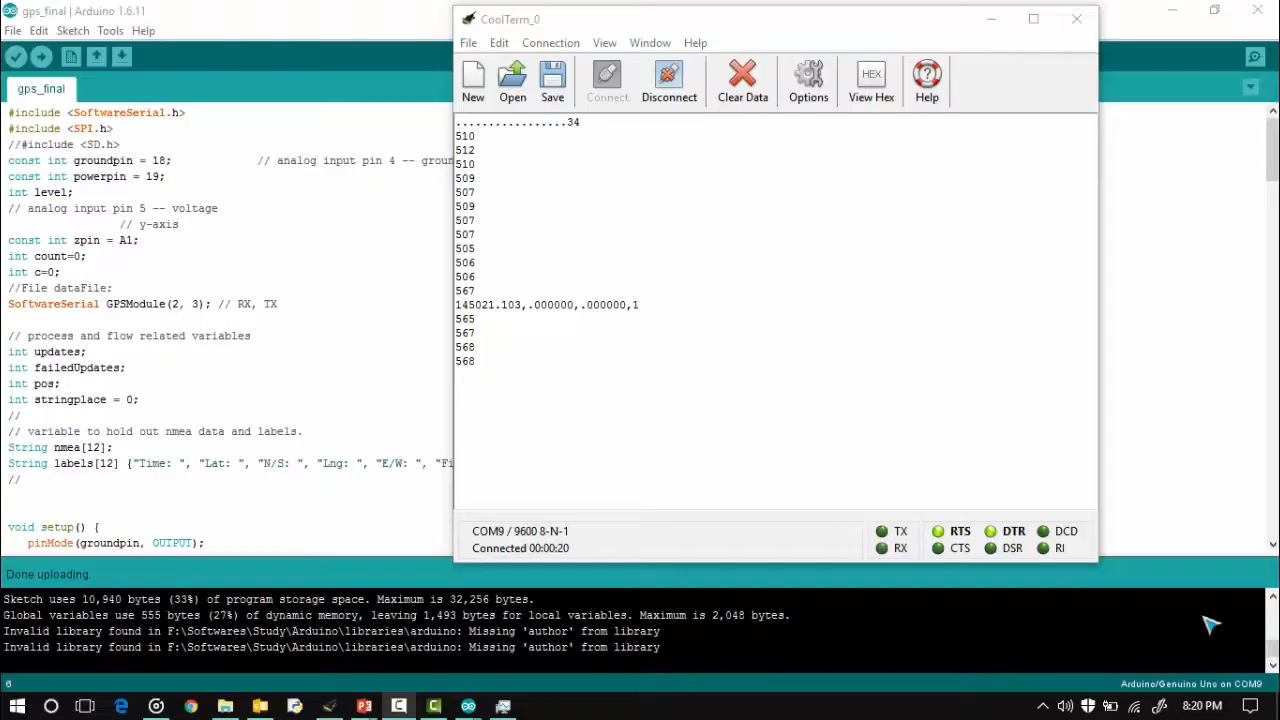 gps_final | Arduino 1.6.11
File Edit Sketch Tools Help
gps_final
#include <SoftwareSerial.h>
#include <SPI.h>
//#include <SD.h>
const int groundpin = 18; // analog input pin 4 -- groun
const int powerpin = 19;
int level;
// analog input pin 5 -- voltage
// y-axis
const int zpin = A1;
int count=0;
int c=0;
//File dataFile;
SoftwareSerial GPSModule(2, 3); // RX, TX
// process and flow related variables
int updates;
int failedUpdates;
int pos;
int stringplace = 0;
//
// variable to hold out nmea data and labels.
String nmea[12];
String labels[12] {"Time: ", "Lat: ", "N/S: ", "Lng: ", "E/W: ", "Fi
//
void setup() {
pinMode(groundpin, OUTPUT);
CoolTerm_0
File Edit Connection View Window Help
New Open Save Connect Disconnect Clear Data Options HEX View Hex Help
.................34
510
512
510
509
507
509
507
507
505
506
506
567
145021.103,.000000,.000000,1
565
567
568
568
COM9 / 9600 8-N-1
Connected 00:00:20
TX RTS DTR DCD
RX CTS DSR RI
Done uploading.
Sketch uses 10,940 bytes (33%) of program storage space. Maximum is 32,256 bytes.
Global variables use 555 bytes (27%) of dynamic memory, leaving 1,493 bytes for local variables. Maximum is 2,048 bytes.
Invalid library found in F:\Softwares\Study\Arduino\libraries\arduino: Missing 'author' from library
Invalid library found in F:\Softwares\Study\Arduino\libraries\arduino: Missing 'author' from library
6 Arduino/Genuino Uno on COM9
8:20 PM